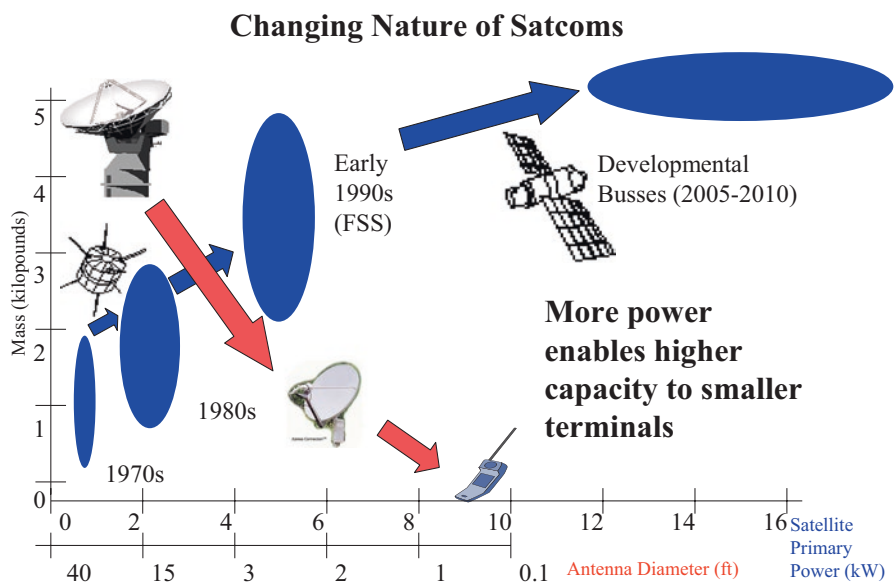 Changing Nature of Satcoms
5
4
3
2
1
0
Mass (kilopounds)
Early
1990s
(FSS)
Developmental
Busses (2005-2010)
More power
enables higher
capacity to smaller
terminals
1980s
1970s
0 2 4 6 8 10 12 14 16
Satellite
Primary
Power (kW)
40 15 3 2 1 0.1
Antenna Diameter (ft)